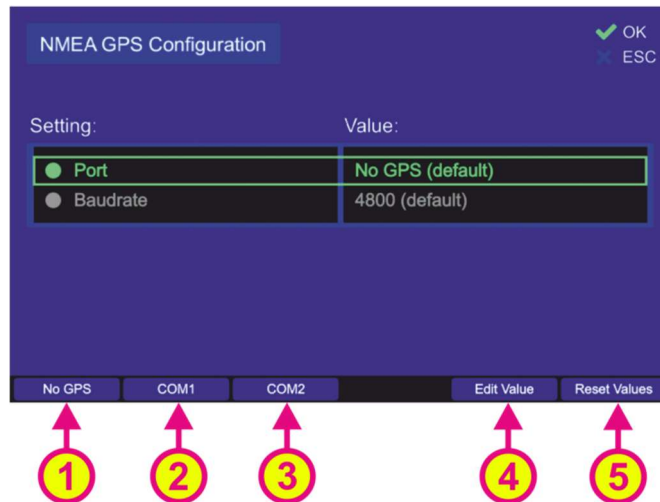 NMEA GPS Configuration
OK
ESC
Setting: Value:
Port No GPS (default)
Baudrate 4800 (default)
No GPS COM1 COM2 Edit Value Reset Values
1 2 3 4 5